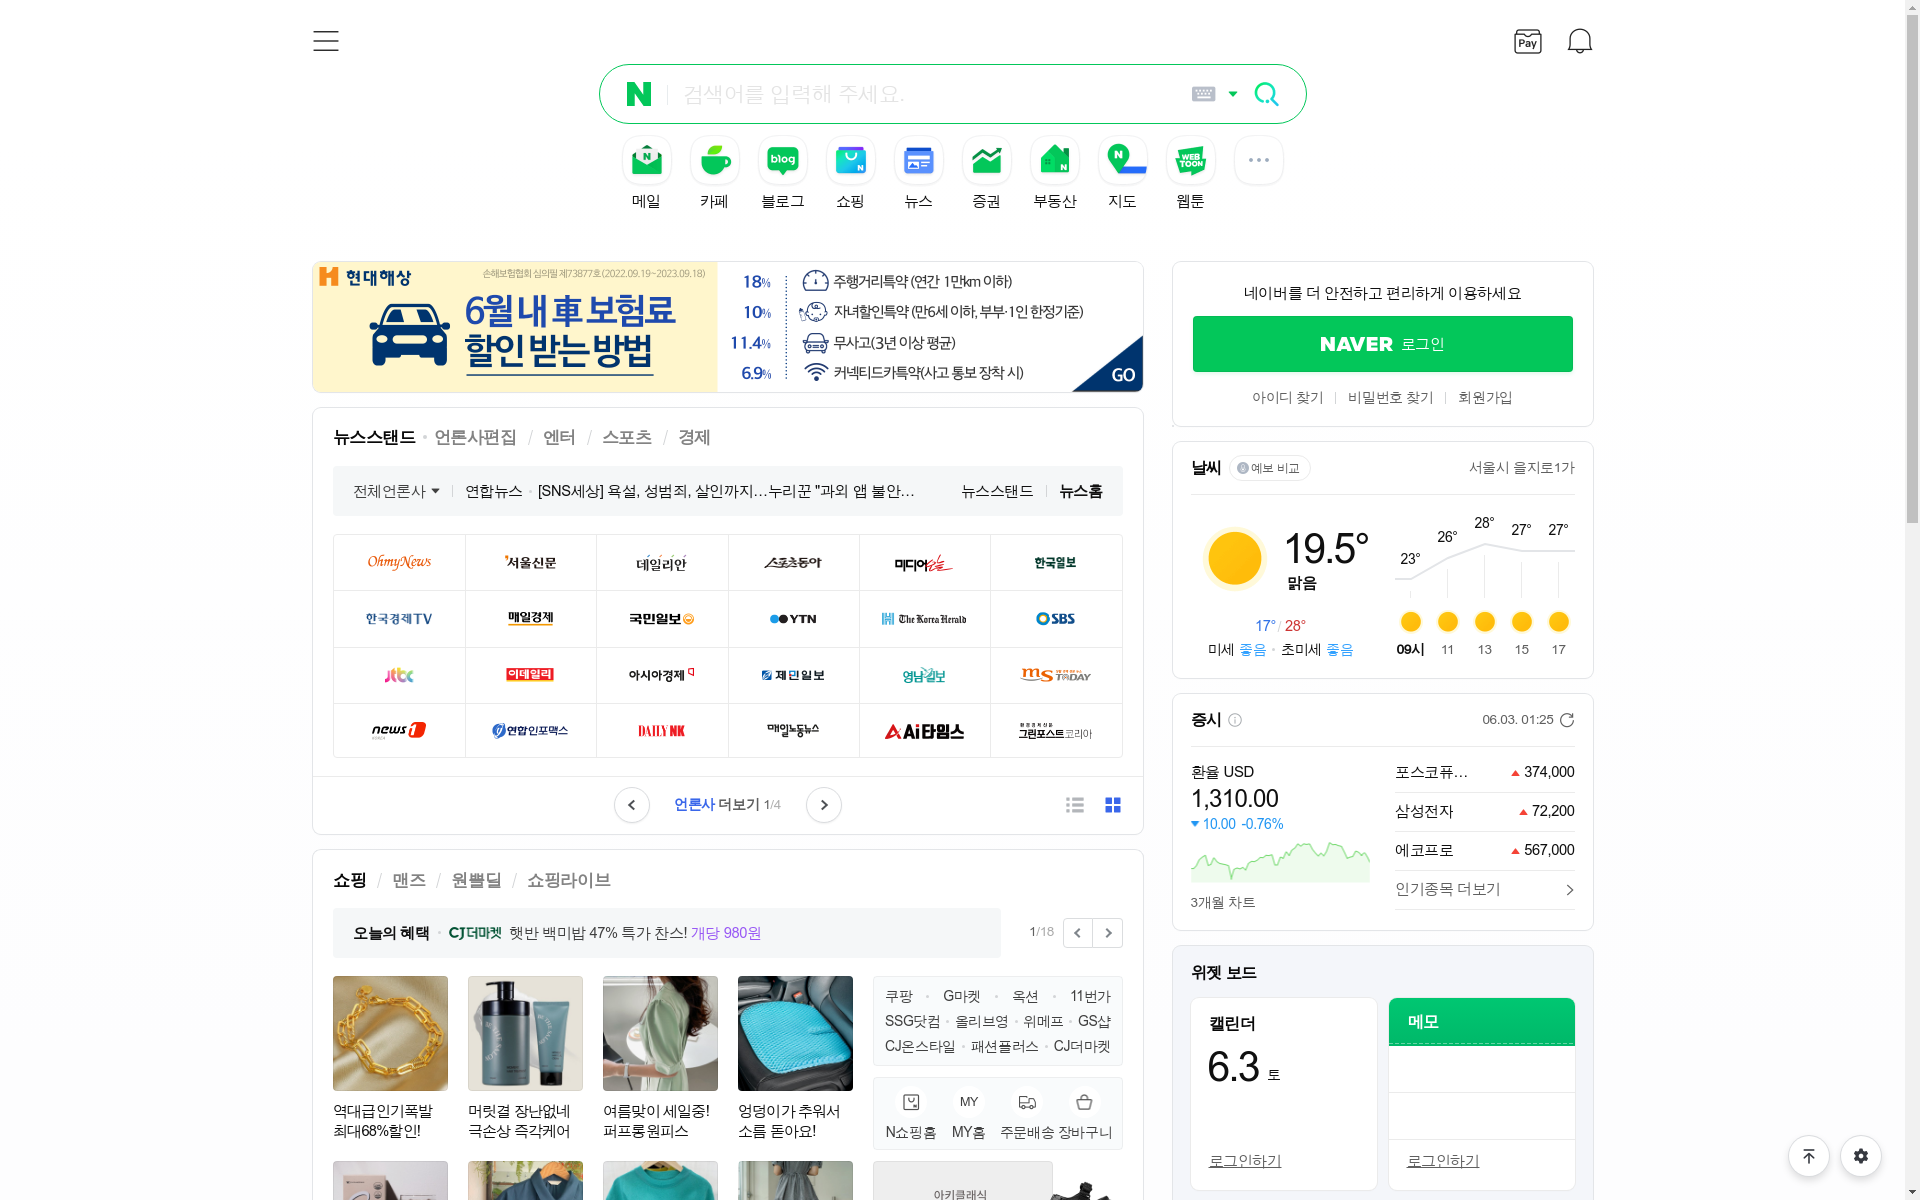 Pay
N 검색어를 입력해 주세요.
blog
WEB TOON
메일 카페 블로그 쇼핑 뉴스 증권 부동산 지도 웹툰
현대해상
손해보험협회 심의필 제73877호(2022.09.19~2023.09.18)
6월 내 車 보험료
할인 받는 방법
18% 주행거리특약 (연간 1만km 이하)
10% 자녀할인특약 (만6세 이하, 부부·1인 한정기준)
11.4% 무사고(3년 이상 평균)
6.9% 커넥티드카특약(사고 통보 장착 시)
GO
네이버를 더 안전하고 편리하게 이용하세요
NAVER 로그인
아이디 찾기 비밀번호 찾기 회원가입
뉴스스탠드 · 언론사편집 / 엔터 / 스포츠 / 경제
전체언론사 연합뉴스 · [SNS세상] 욕설, 성범죄, 살인까지…누리꾼 "과외 앱 불안… 뉴스스탠드 뉴스홈
OhmyNews 서울신문 데일리안 스포츠동아 미디어오늘 한국일보
한국경제TV 매일경제 국민일보 YTN The Korea Herald SBS
jtbc 이데일리 아시아경제 제민일보 영남일보 MS TODAY
news1 연합인포맥스 DAILY NK 매일노동뉴스 Ai타임스 그린포스트코리아
언론사 더보기 1/4
날씨 예보 비교 서울시 을지로1가
19.5°
맑음
17° / 28°
미세 좋음 · 초미세 좋음
23° 26° 28° 27° 27°
09시 11 13 15 17
증시 06.03. 01:25
환율 USD
1,310.00
10.00 -0.76%
3개월 차트
포스코퓨… 374,000
삼성전자 72,200
에코프로 567,000
인기종목 더보기
쇼핑 / 맨즈 / 원쁠딜 / 쇼핑라이브
오늘의 혜택 · CJ더마켓 햇반 백미밥 47% 특가 찬스! 개당 980원
1/18
역대급인기폭발
최대68%할인!
머릿결 장난없네
극손상 즉각케어
여름맞이 세일중!
퍼프롱원피스
엉덩이가 추워서
소름 돋아요!
쿠팡 · G마켓 · 옥션 · 11번가
SSG닷컴 · 올리브영 · 위메프 · GS샵
CJ온스타일 · 패션플러스 · CJ더마켓
MY
N쇼핑홈 MY홈 주문배송 장바구니
아키클래식
위젯 보드
캘린더
6.3 토
로그인하기
메모
로그인하기